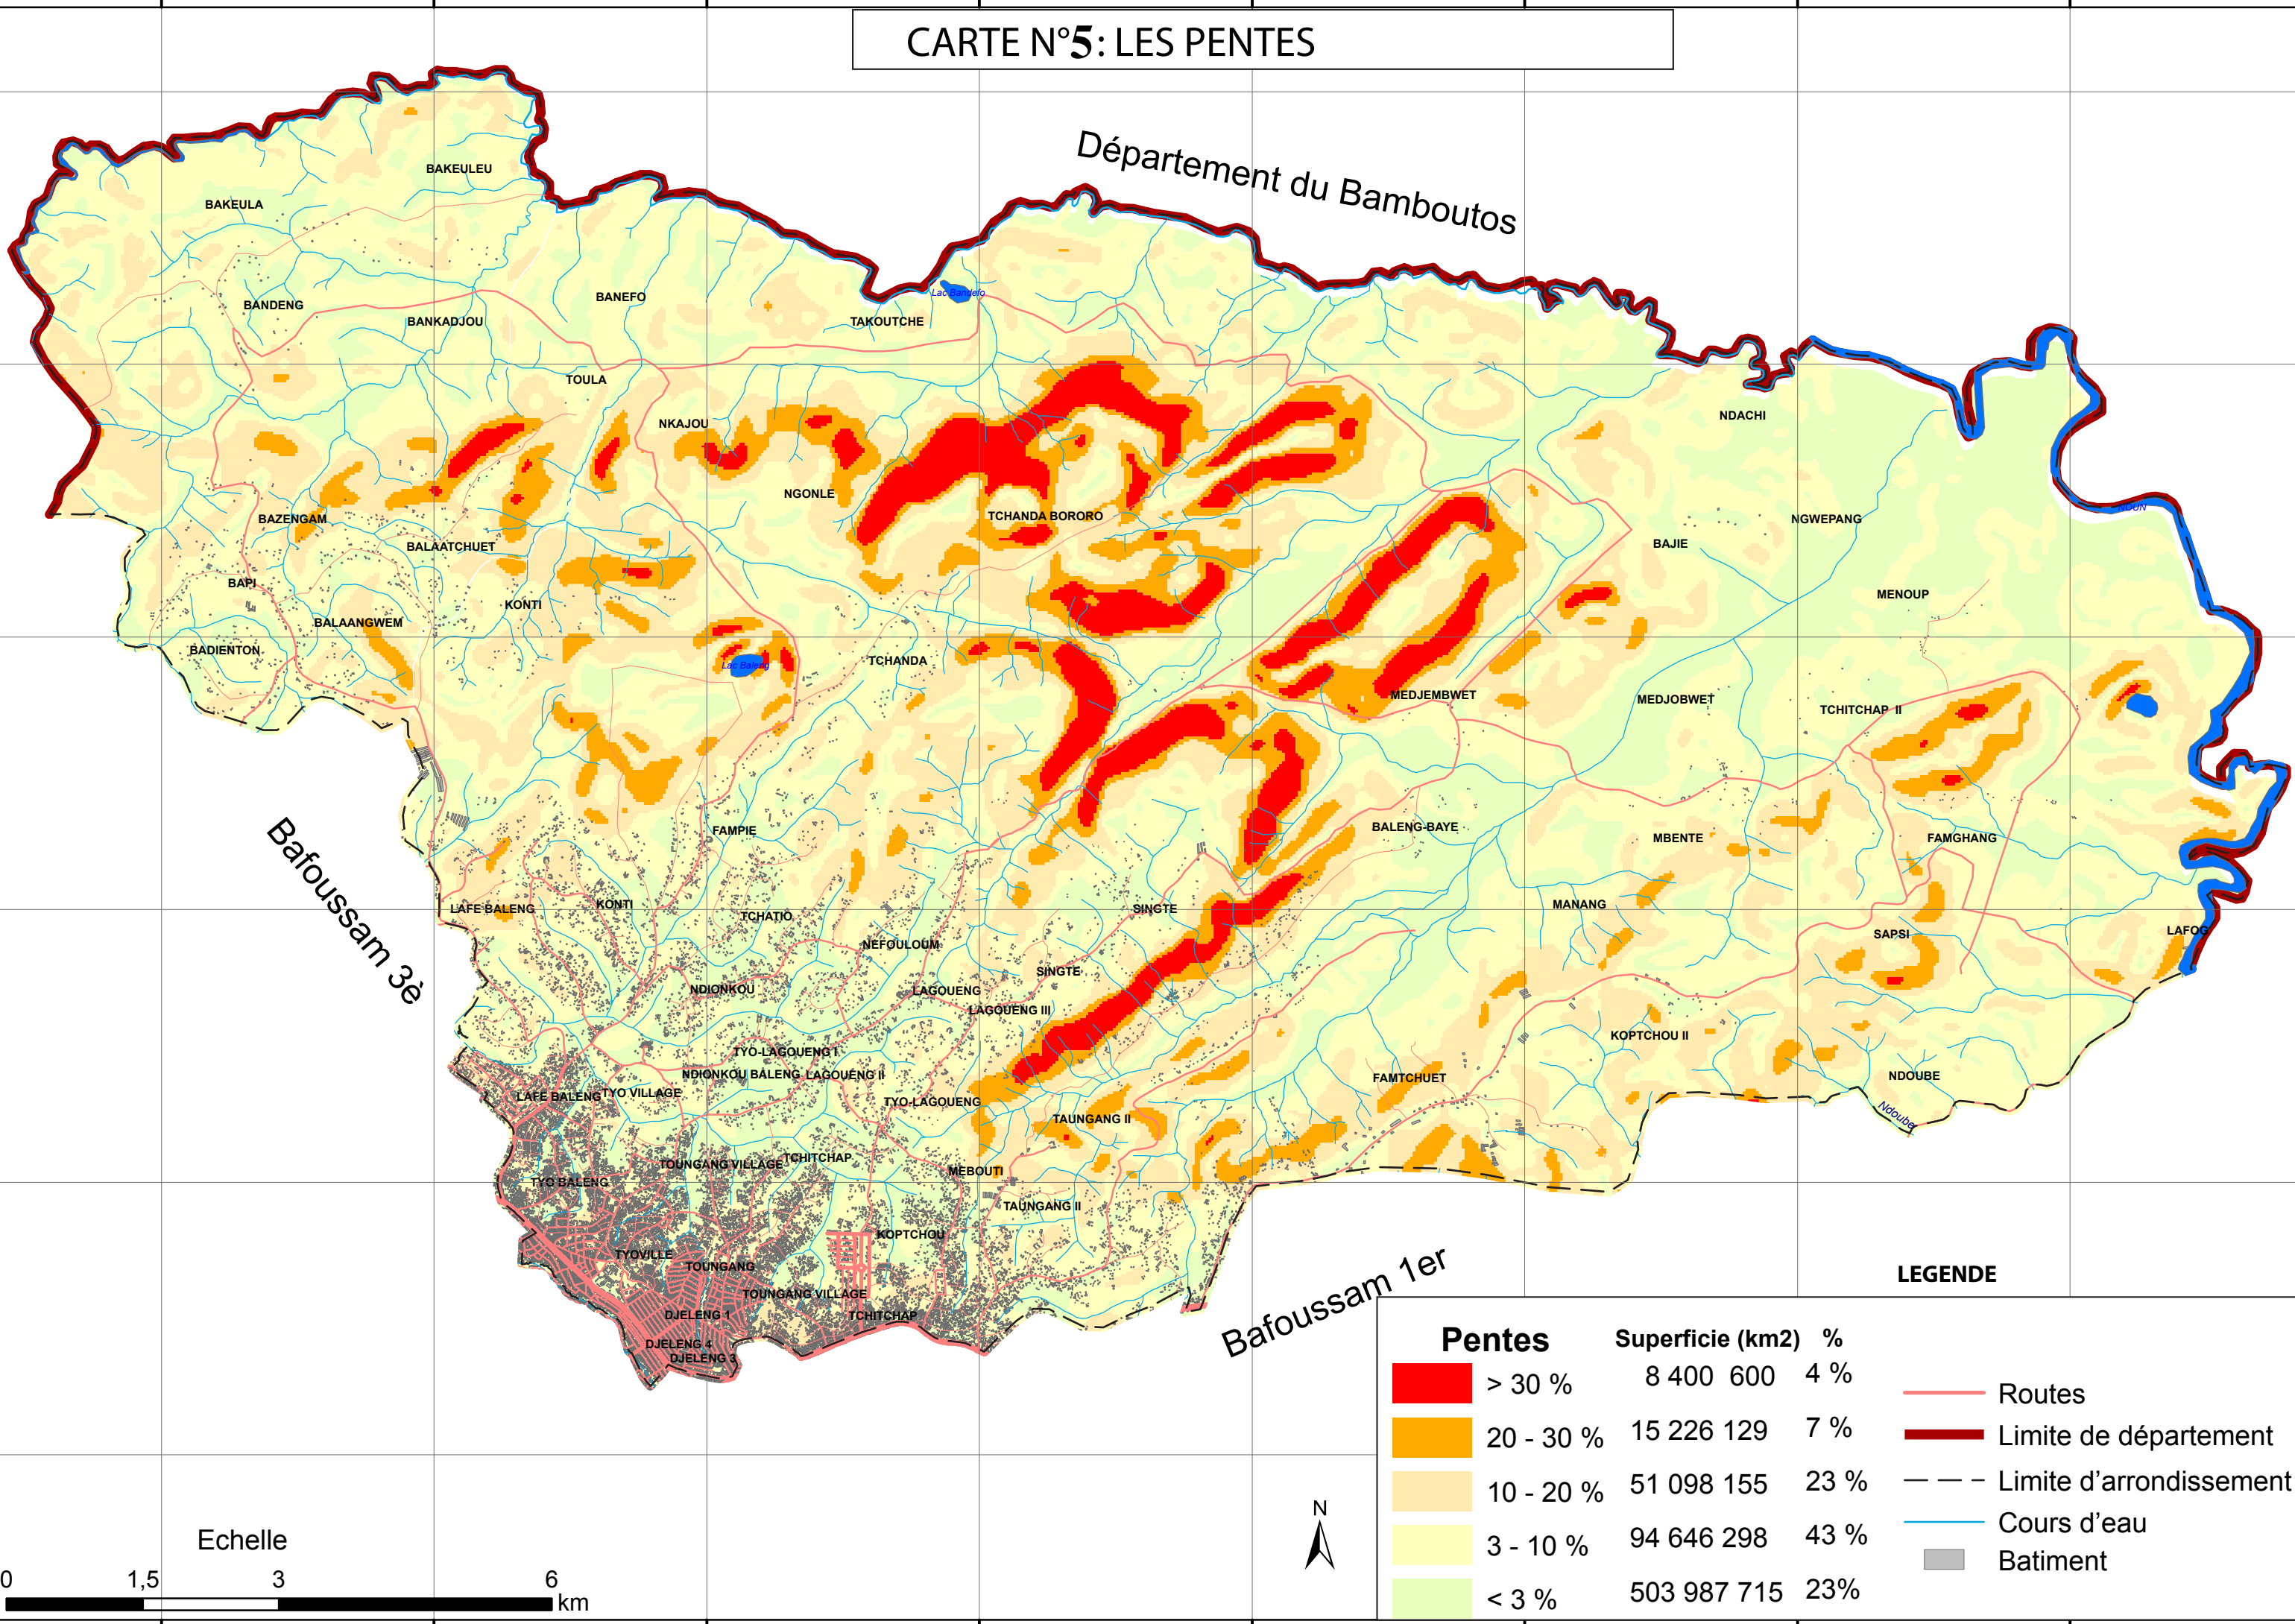 CARTE N°5: LES PENTES
Département du Bamboutos
BAKEULEU
BAKEULA
BANDENG
BANEFO
BANKADJOU
Lac Bandefo
TAKOUTCHE
TOULA
NKAJOU
NDACHI
NGONLE
TCHANDA BORORO
BAZENGAM
NGWEPANG
NOUN
BALAATCHUET
BAJIE
BAPI
MENOUP
KONTI
BALAANGWEM
BADIENTON
TCHANDA
Lac Baleng
MEDJEMBWET
MEDJOBWET
TCHITCHAP II
Bafoussam 3è
FAMPIE
BALENG-BAYE
MBENTE
FAMGHANG
LAFE BALENG
KONTI
TCHATIO
SINGTE
MANANG
NEFOULOUM
SAPSI
LAFOG
SINGTE
NDIONKOU
LAGOUENG
LAGOUENG III
KOPTCHOU II
TYO-LAGOUENG I
NDIONKOU BALENG
LAGOUENG II
FAMTCHUET
NDOUBE
LAFE BALENG
TYO VILLAGE
TYO-LAGOUENG
TAUNGANG II
Ndoube
TOUNGANG VILLAGE
TCHITCHAP
MEBOUTI
TYO BALENG
TAUNGANG II
KOPTCHOU
TYOVILLE
TOUNGANG
TOUNGANG VILLAGE
DJELENG 1
TCHITCHAP
DJELENG 4
DJELENG 3
Bafoussam 1er
LEGENDE
Pentes Superficie (km2) %
> 30 % 8 400 600 4 %
20 - 30 % 15 226 129 7 %
10 - 20 % 51 098 155 23 %
3 - 10 % 94 646 298 43 %
< 3 % 503 987 715 23%
Routes
Limite de département
Limite d'arrondissement
Cours d'eau
Batiment
N
Echelle
0 1,5 3 6
km